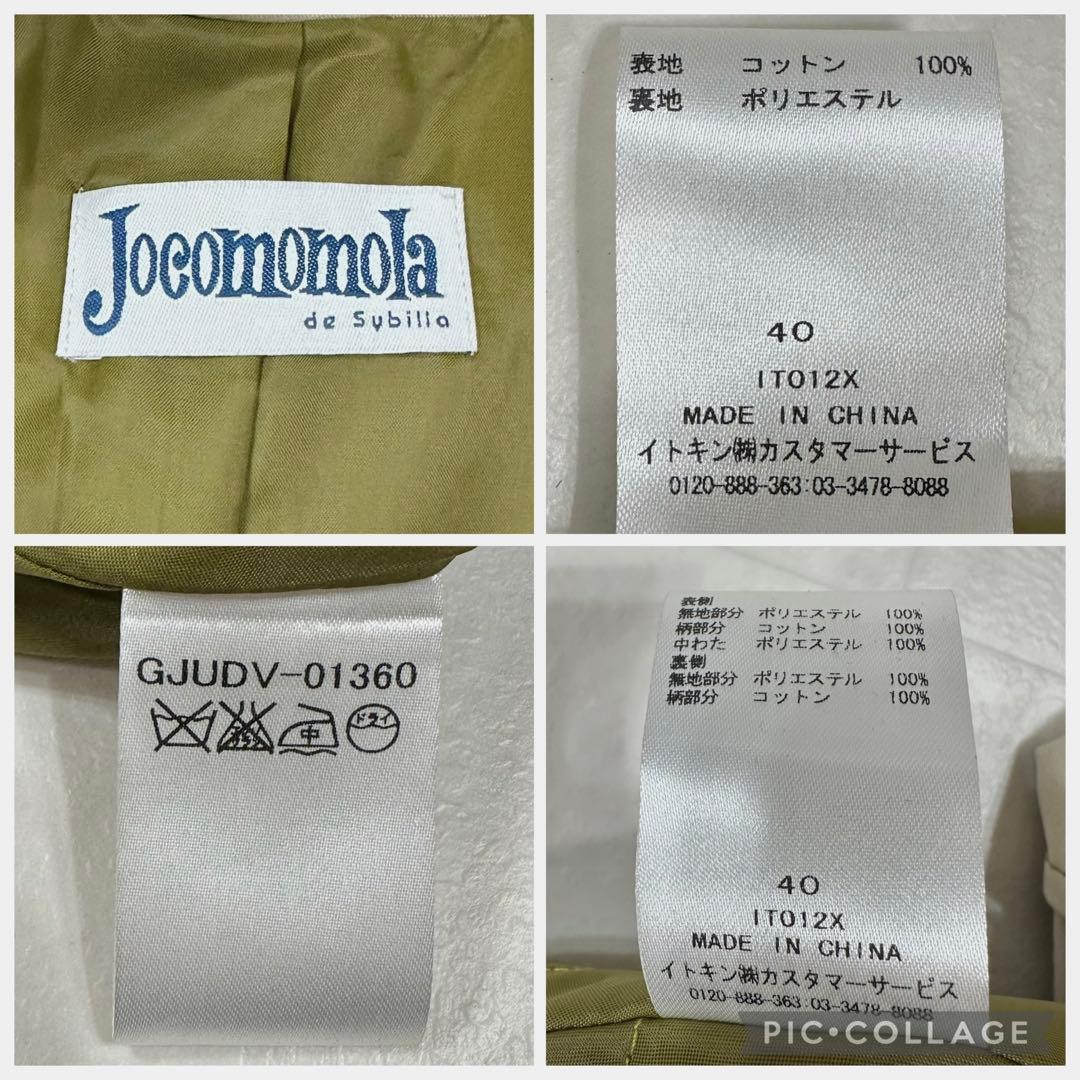 Jocomomola
de Sybilla
表地 コットン 100%
裏地 ポリエステル
40
IT012X
MADE IN CHINA
イトキン㈱カスタマーサービス
0120-888-363:03-3478-8088
GJUDV-01360
中 ドライ
表側
無地部分 ポリエステル 100%
柄部分 コットン 100%
中わた ポリエステル 100%
裏側
無地部分 ポリエステル 100%
柄部分 コットン 100%
40
IT012X
MADE IN CHINA
イトキン㈱カスタマーサービス
0120-888-363:03-3478-8088
PIC•COLLAGE